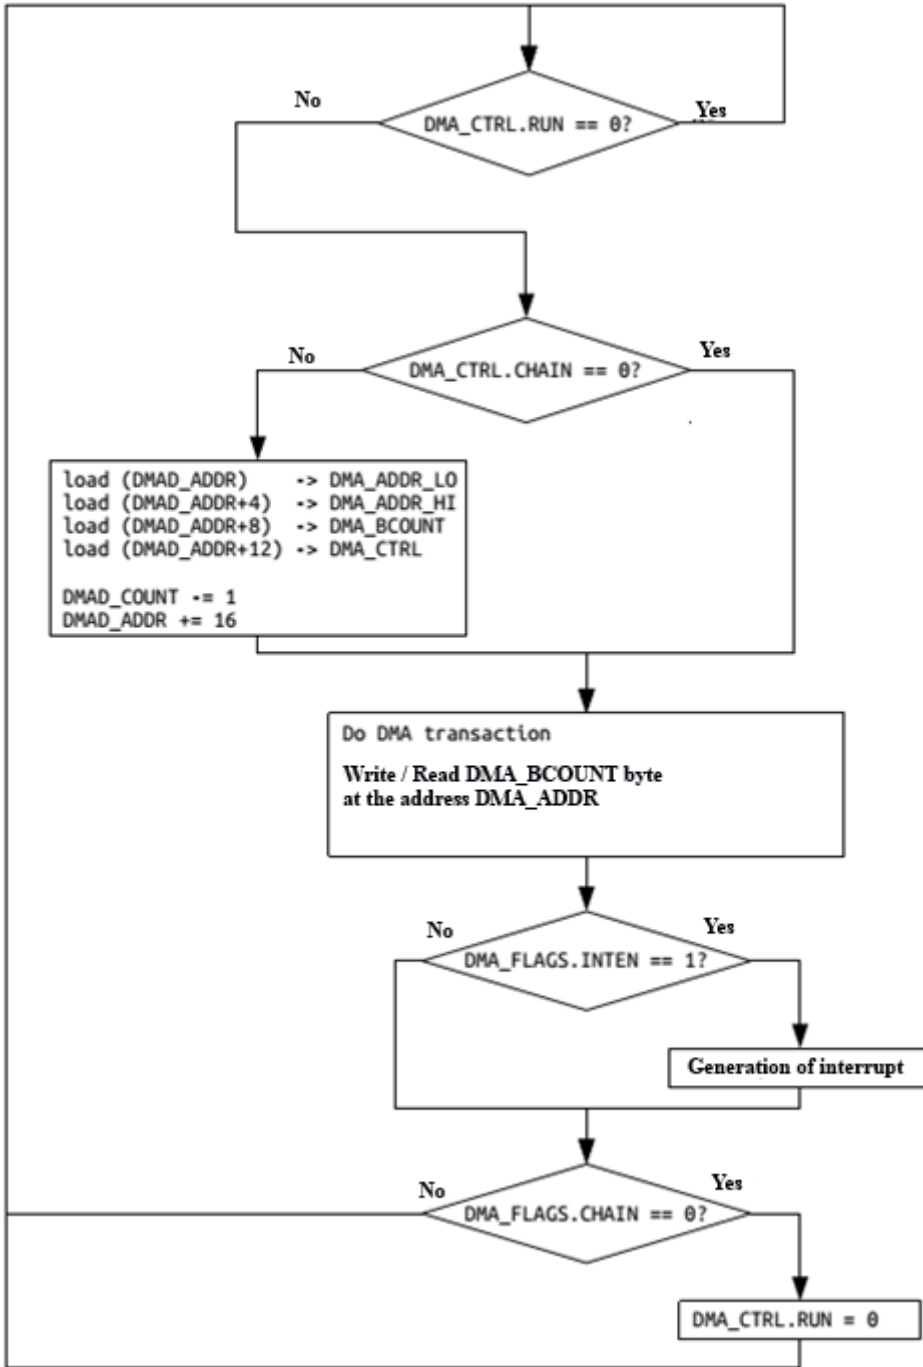 No
Yes
DMA_CTRL.RUN == 0?
No
Yes
DMA_CTRL.CHAIN == 0?
load (DMAD_ADDR) -> DMA_ADDR_LO
load (DMAD_ADDR+4) -> DMA_ADDR_HI
load (DMAD_ADDR+8) -> DMA_BCOUNT
load (DMAD_ADDR+12) -> DMA_CTRL
DMAD_COUNT -= 1
DMAD_ADDR += 16
Do DMA transaction
Write / Read DMA_BCOUNT byte
at the address DMA_ADDR
No
Yes
DMA_FLAGS.INTEN == 1?
Generation of interrupt
No
Yes
DMA_FLAGS.CHAIN == 0?
DMA_CTRL.RUN = 0